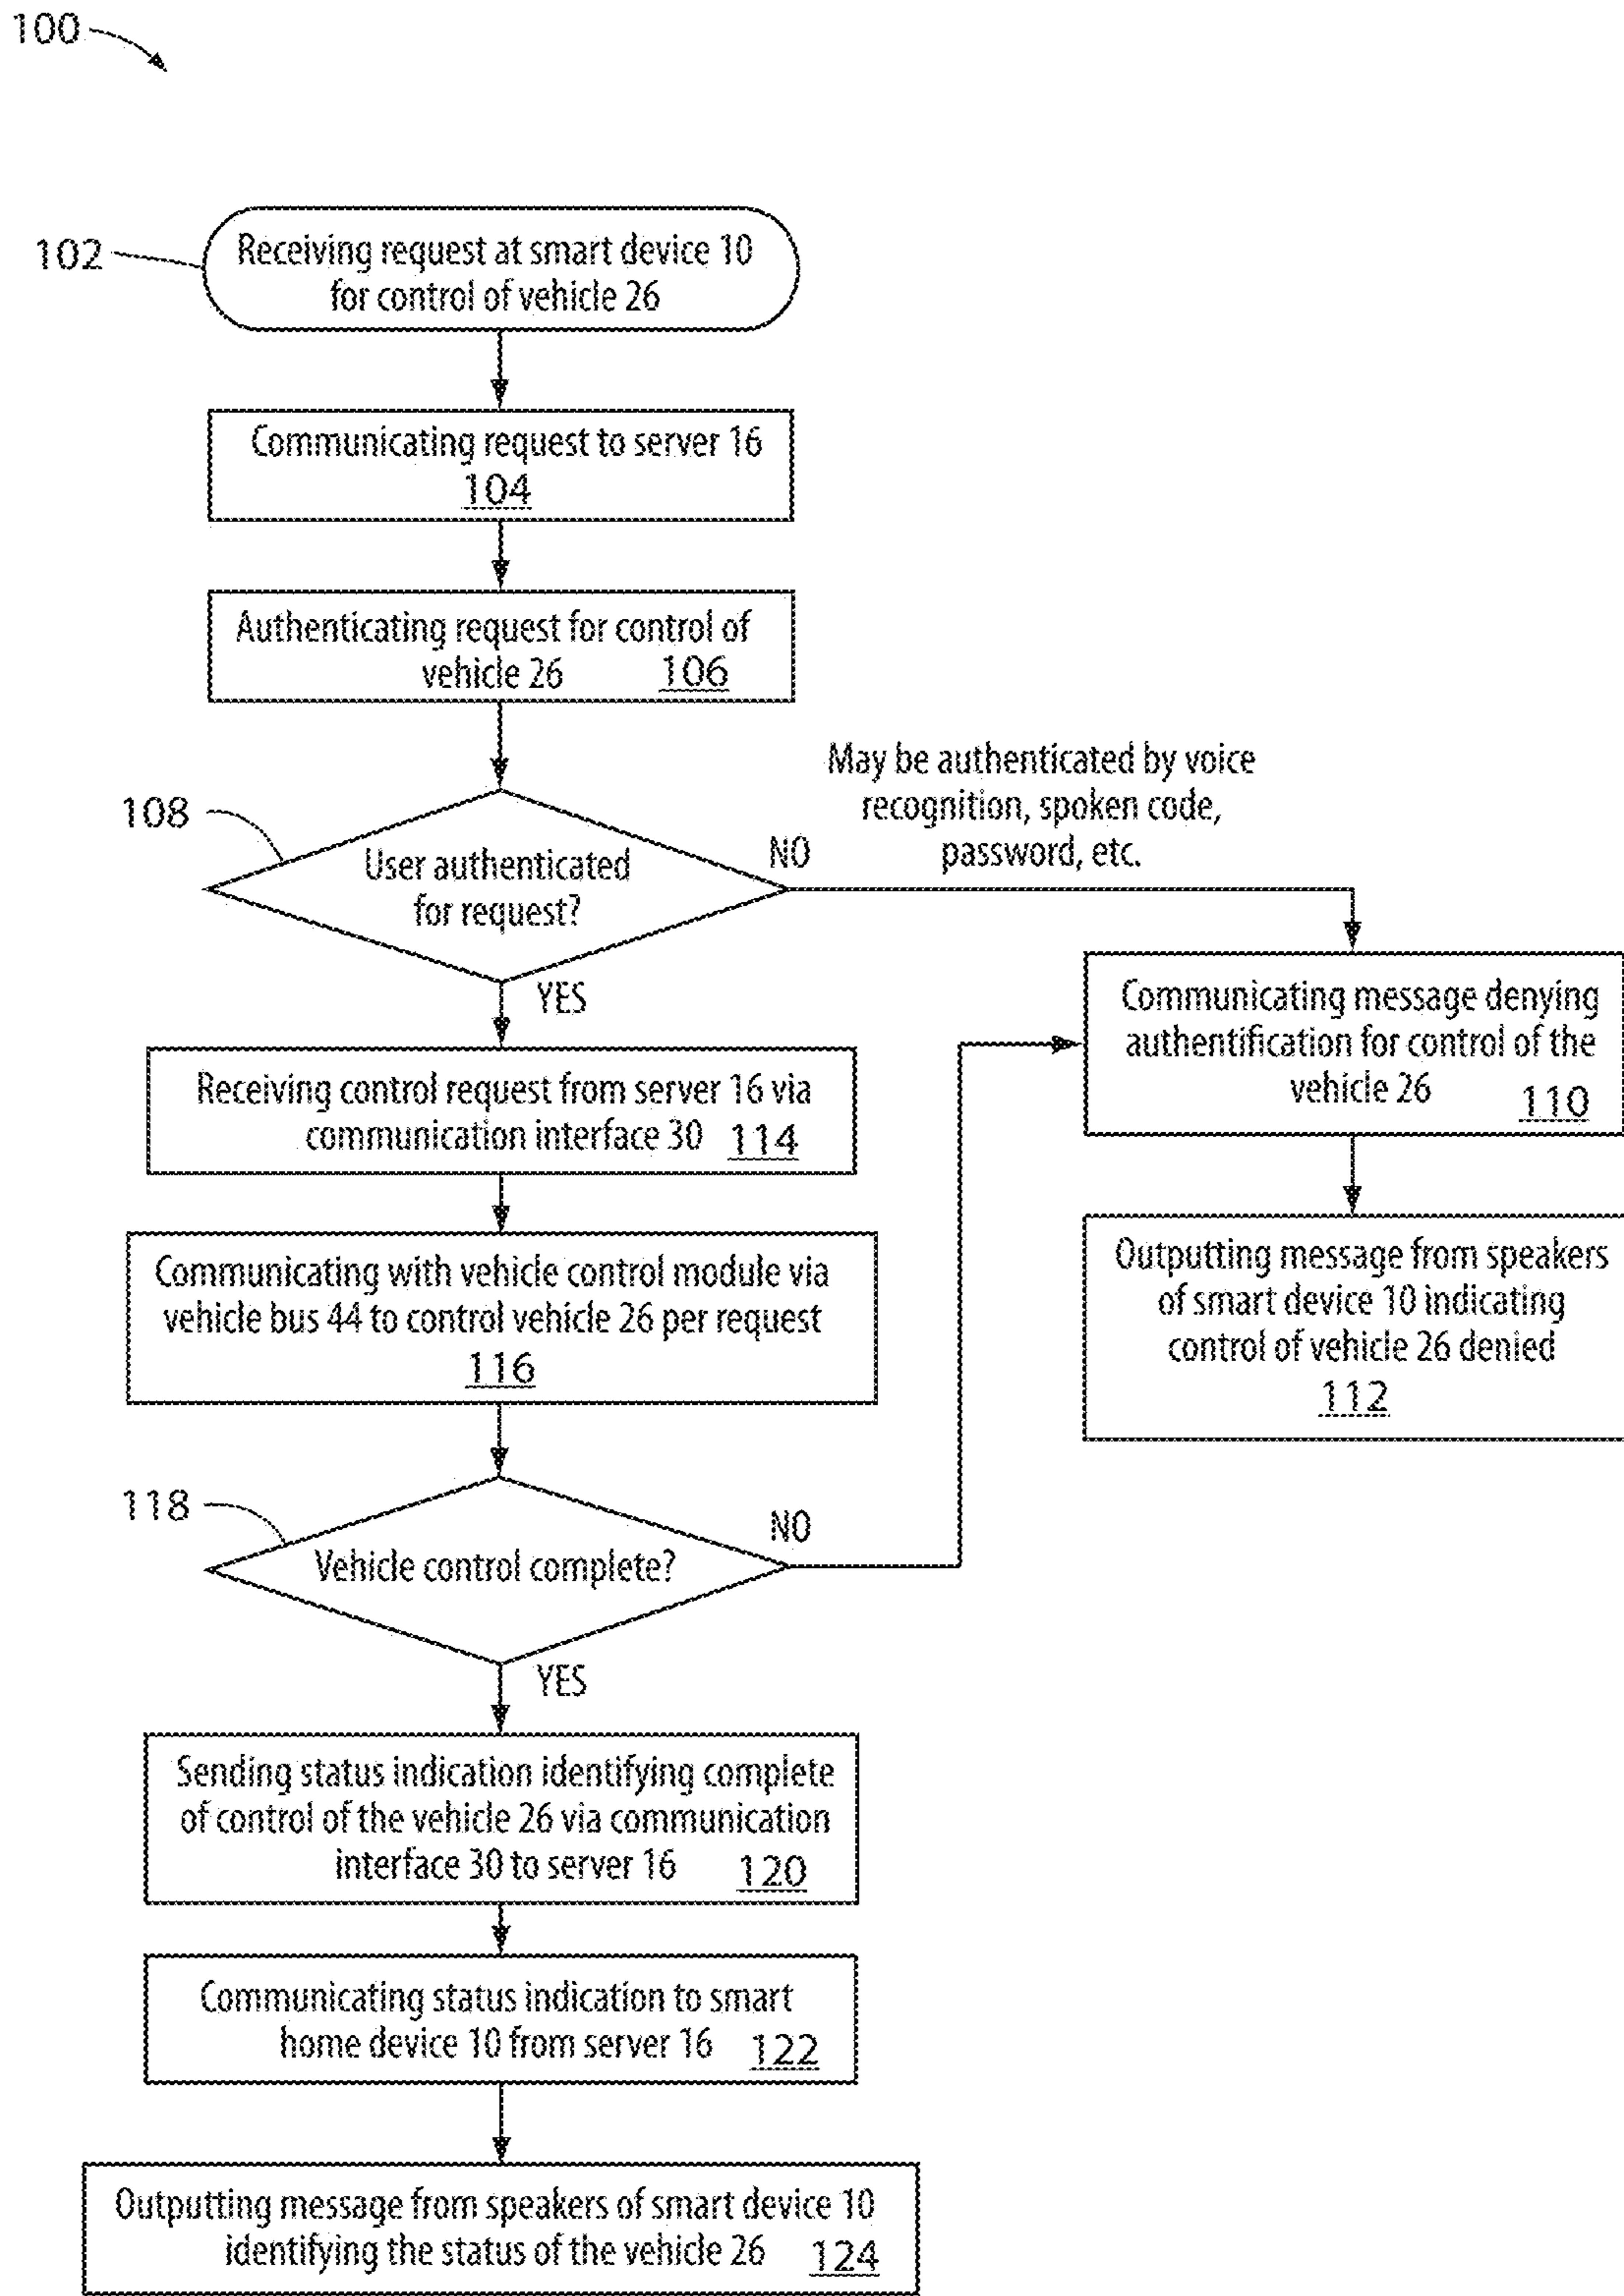 100
102
Receiving request at smart device 10
for control of vehicle 26
Communicating request to server 16
104
Authenticating request for control of
vehicle 26 106
May be authenticated by voice
recognition, spoken code,
password, etc.
108
User authenticated
for request?
NO
YES
Communicating message denying
authentification for control of the
vehicle 26 110
Receiving control request from server 16 via
communication interface 30 114
Outputting message from speakers
of smart device 10 indicating
control of vehicle 26 denied
112
Communicating with vehicle control module via
vehicle bus 44 to control vehicle 26 per request
116
118
Vehicle control complete?
NO
YES
Sending status indication identifying complete
of control of the vehicle 26 via communication
interface 30 to server 16 120
Communicating status indication to smart
home device 10 from server 16 122
Outputting message from speakers of smart device 10
identifying the status of the vehicle 26 124